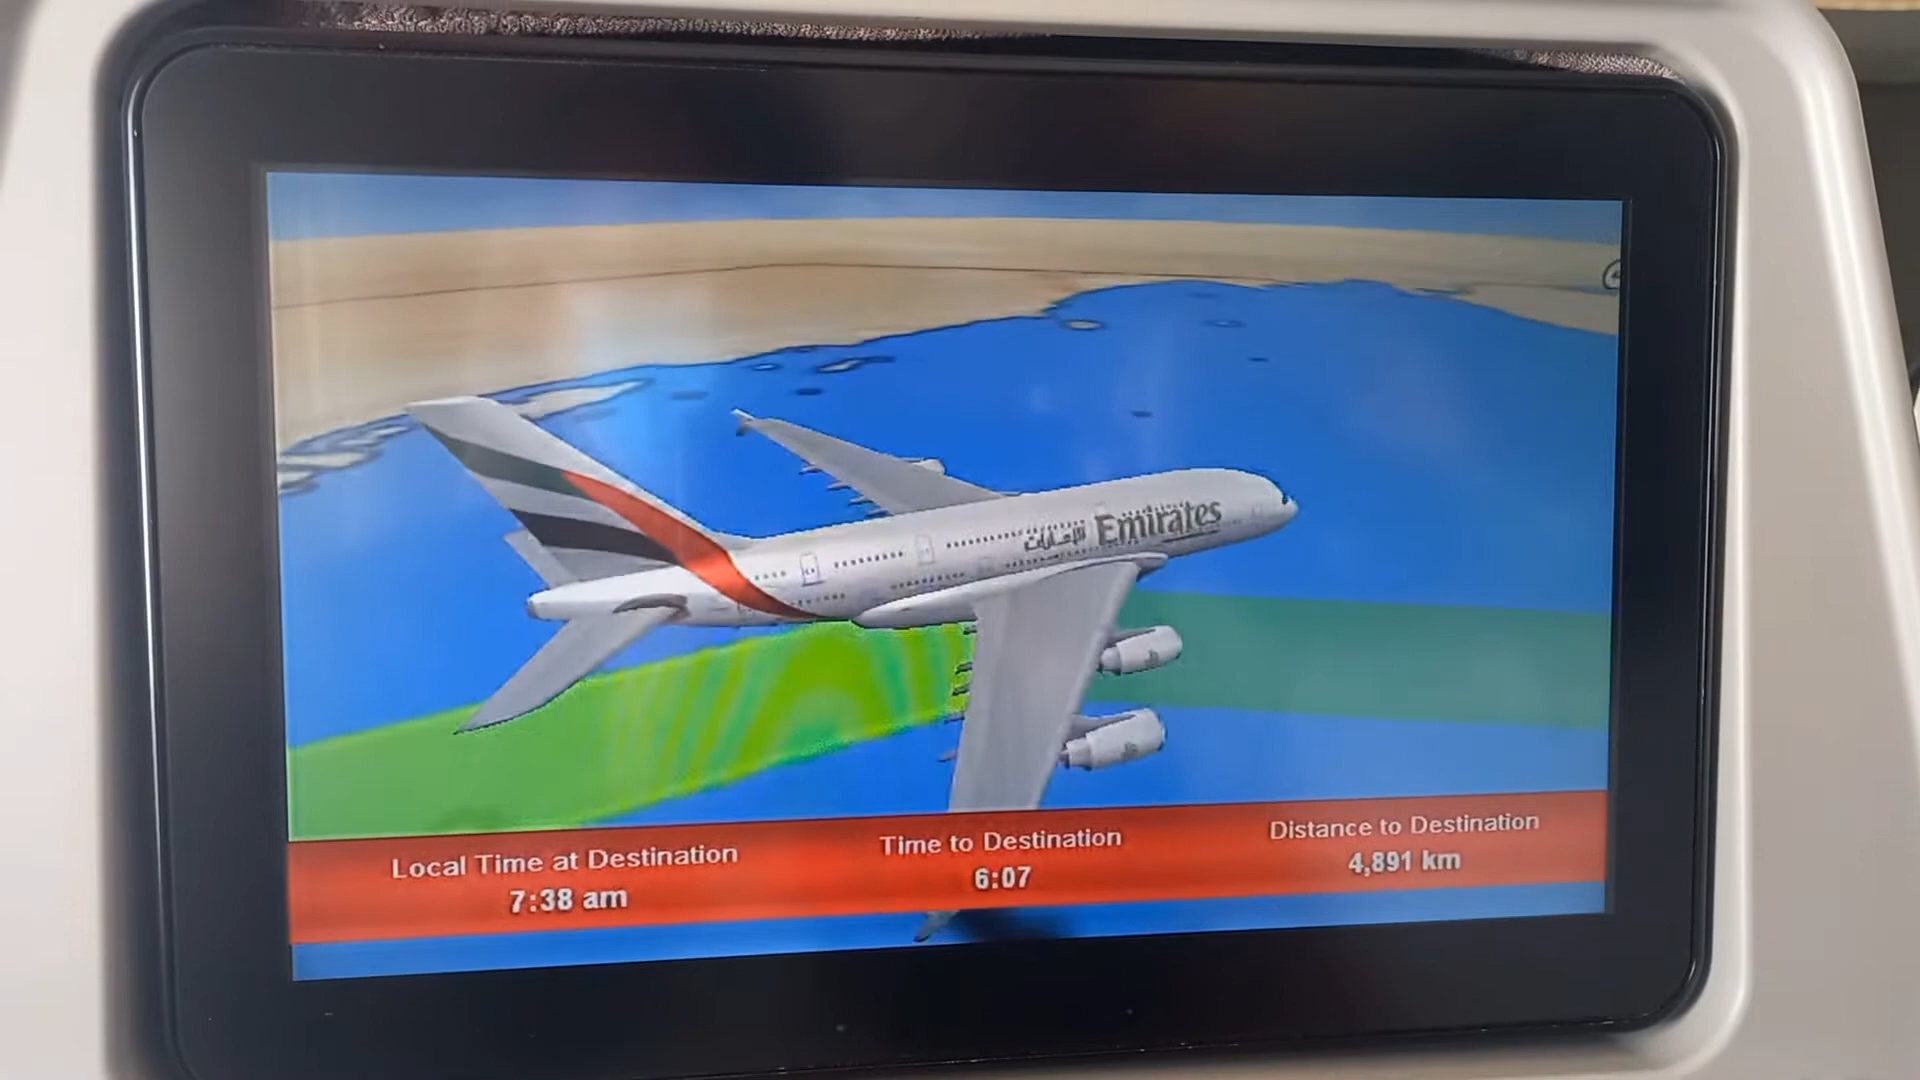 الإمارات Emirates
Local Time at Destination
7:38 am
Time to Destination
6:07
Distance to Destination
4,891 km